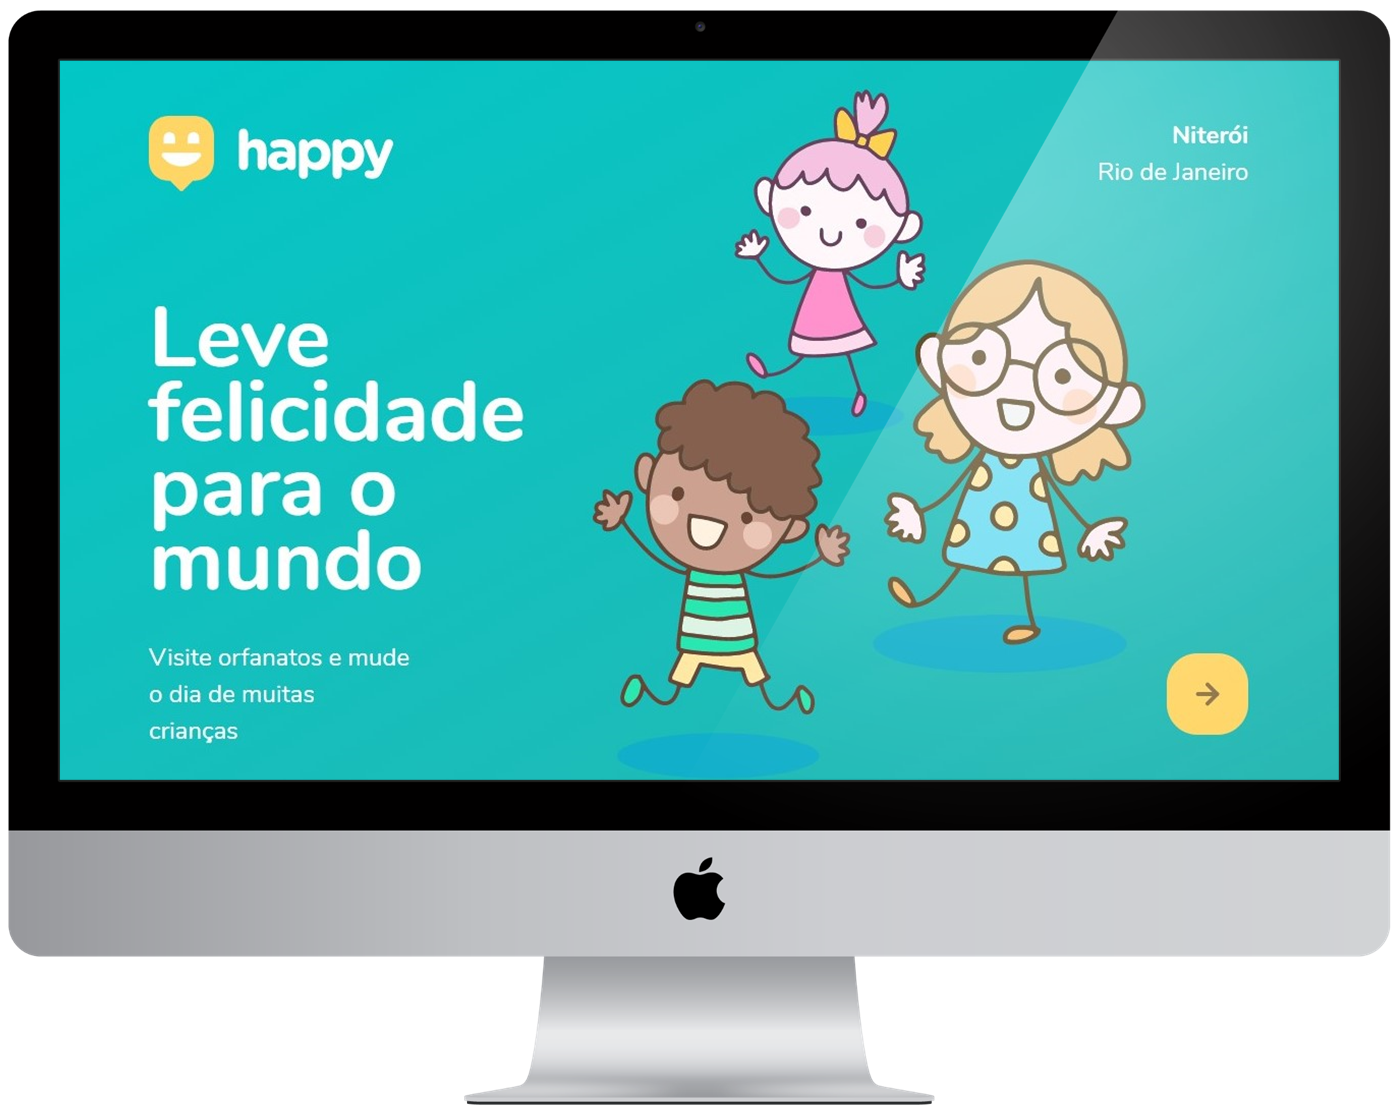 happy
Niterói
Rio de Janeiro
Leve
felicidade
para o
mundo
Visite orfanatos e mude
o dia de muitas
crianças